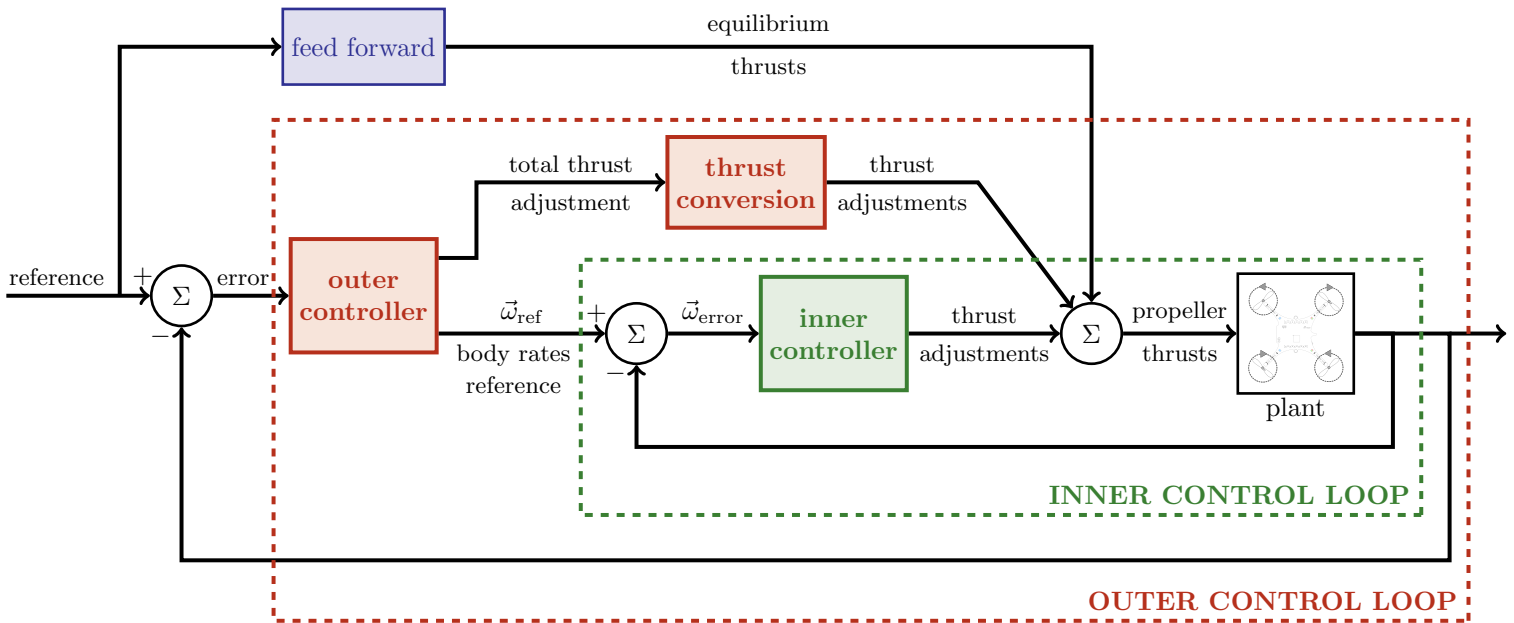 equilibrium
feed forward
thrusts
total thrust
adjustment
thrust
conversion
thrust
adjustments
reference
+
Σ
−
error
outer
controller
ω⃗ref
body rates
reference
+
Σ
−
ω⃗error
inner
controller
thrust
adjustments
Σ
propeller
thrusts
plant
INNER CONTROL LOOP
OUTER CONTROL LOOP